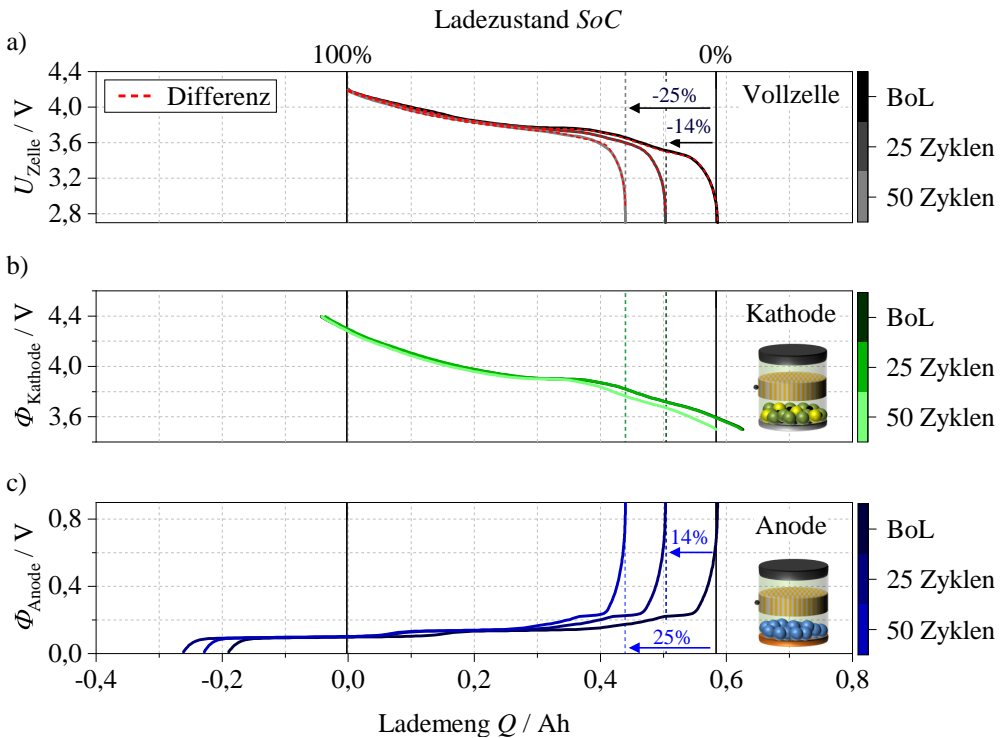 Ladezustand SoC
a)
100%
0%
4,4
4,0
3,6
3,2
2,8
U_Zelle / V
Differenz
-25%
-14%
Vollzelle
BoL
25 Zyklen
50 Zyklen
b)
4,4
4,0
3,6
Φ_Kathode / V
Kathode
BoL
25 Zyklen
50 Zyklen
c)
0,8
0,4
0,0
Φ_Anode / V
14%
25%
Anode
BoL
25 Zyklen
50 Zyklen
-0,4 -0,2 0,0 0,2 0,4 0,6 0,8
Lademeng Q / Ah